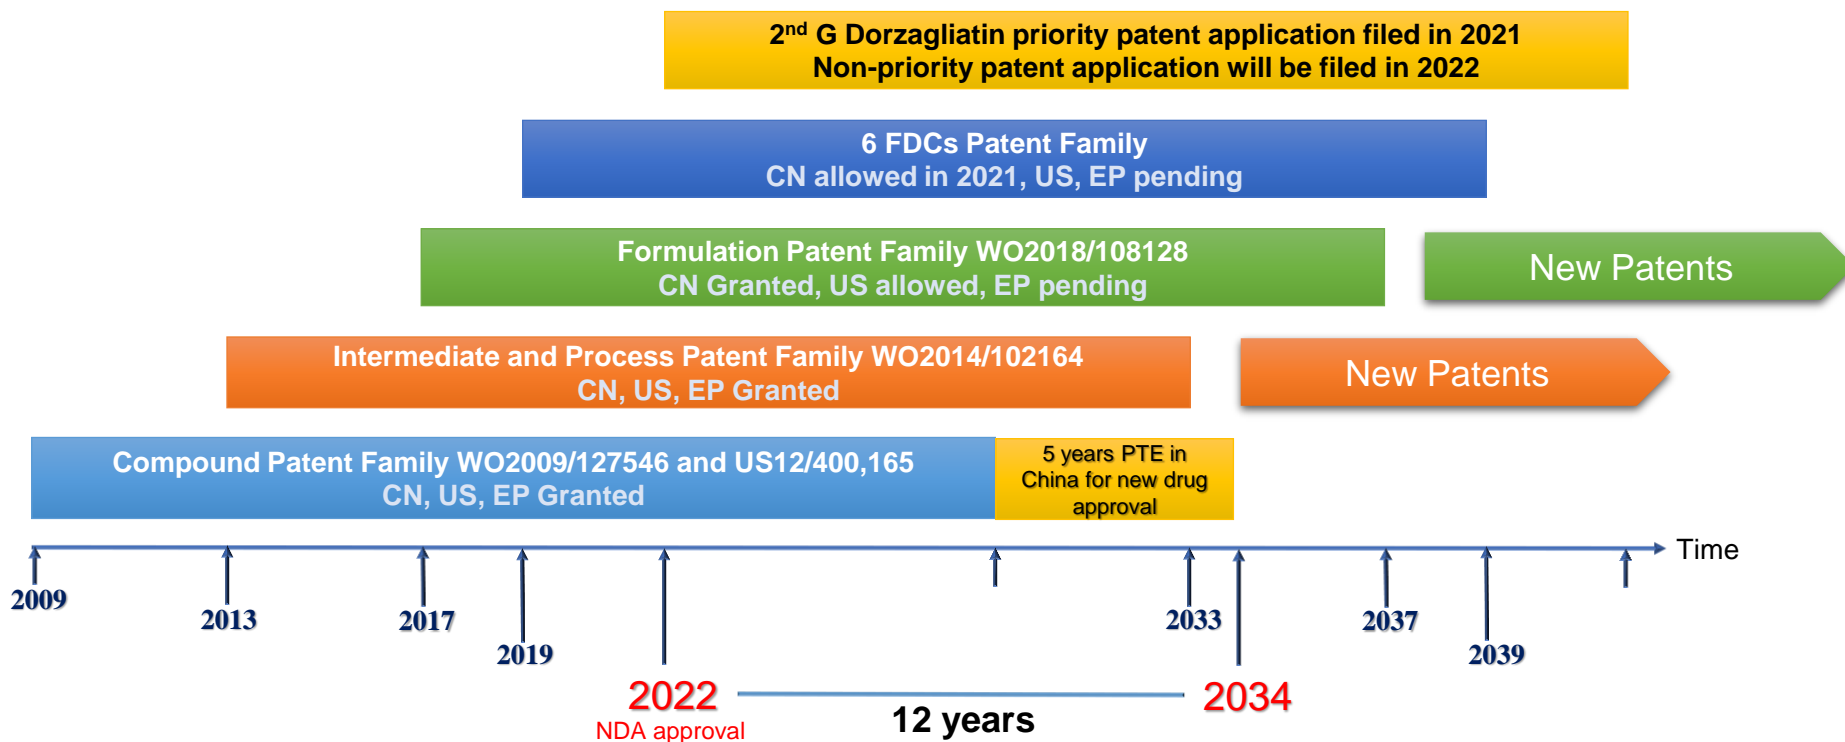 2nd G Dorzagliatin priority patent application filed in 2021
Non-priority patent application will be filed in 2022
6 FDCs Patent Family
CN allowed in 2021, US, EP pending
Formulation Patent Family WO2018/108128
CN Granted, US allowed, EP pending
New Patents
Intermediate and Process Patent Family WO2014/102164
CN, US, EP Granted
New Patents
Compound Patent Family WO2009/127546 and US12/400,165
CN, US, EP Granted
5 years PTE in
China for new drug
approval
Time
2009
2013
2017
2019
2033
2037
2039
2022
NDA approval
12 years
2034